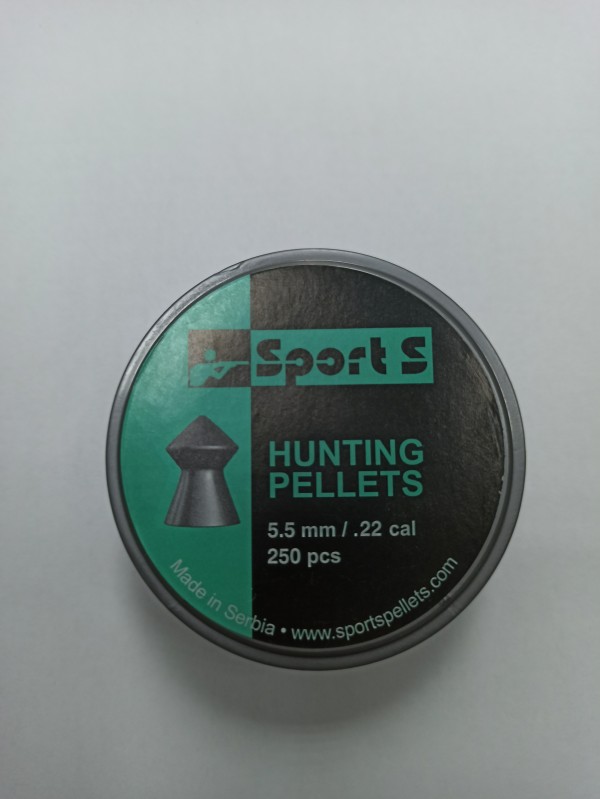 Sport S
HUNTING
PELLETS
5.5 mm / .22 cal
250 pcs
Made in Serbia • www.sportspellets.com